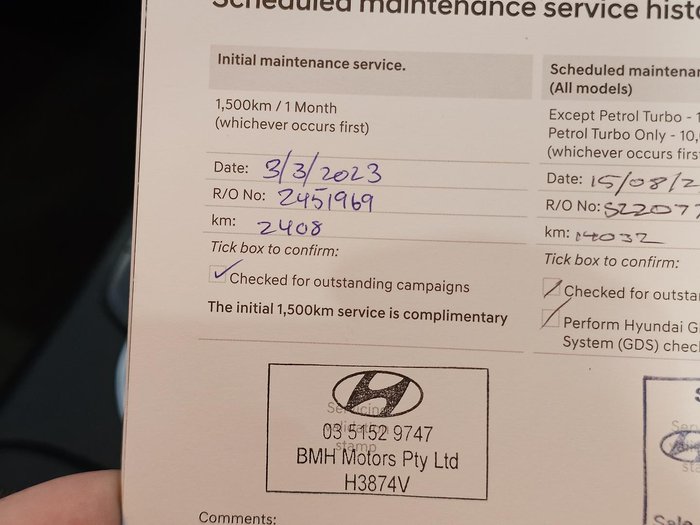 Scheduled maintenance service histo
Initial maintenance service.
1,500km / 1 Month
(whichever occurs first)
Date: 3/3/2023
R/O No: 2451969
km: 2408
Tick box to confirm:
Checked for outstanding campaigns
The initial 1,500km service is complimentary
Servicing
validation
stamp
03 5152 9747
BMH Motors Pty Ltd
H3874V
Comments:
Scheduled maintenan
(All models)
Except Petrol Turbo - 1
Petrol Turbo Only - 10,
(whichever occurs firs
Date: 15/08/2
R/O No: S22077
km: 14032
Tick box to confirm:
Checked for outsta
Perform Hyundai G
System (GDS) chec